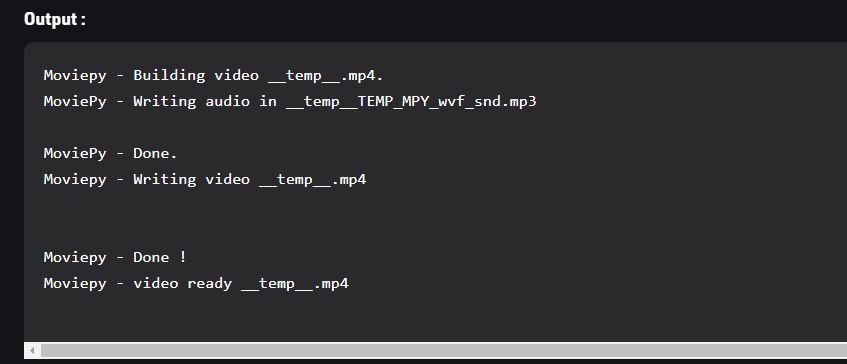 Output :
Moviepy - Building video __temp__.mp4.
MoviePy - Writing audio in __temp__TEMP_MPY_wvf_snd.mp3
MoviePy - Done.
Moviepy - Writing video __temp__.mp4
Moviepy - Done !
Moviepy - video ready __temp__.mp4